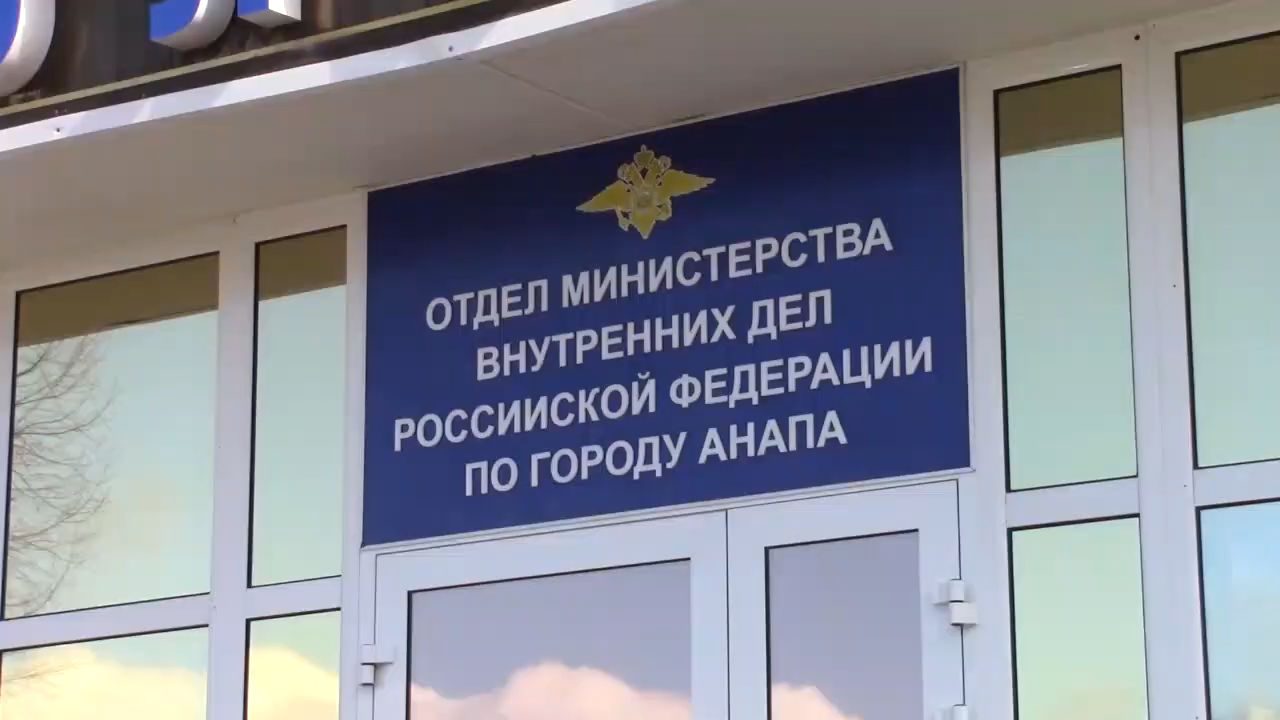 ОТДЕЛ МИНИСТЕРСТВА
ВНУТРЕННИХ ДЕЛ
РОССИИСКОЙ ФЕДЕРАЦИИ
ПО ГОРОДУ АНАПА